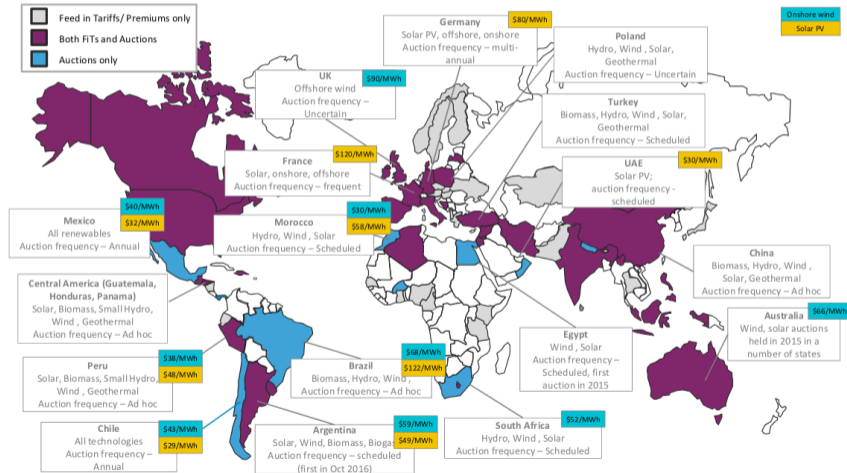 Feed in Tariffs/ Premiums only
Both FiTs and Auctions
Auctions only
Onshore wind
Solar PV
Germany
$80/MWh
Solar PV, offshore, onshore
Auction frequency – multi-
annual
Poland
Hydro, Wind , Solar,
Geothermal
Auction frequency – Uncertain
UK
$90/MWh
Offshore wind
Auction frequency –
Uncertain
Turkey
Biomass, Hydro, Wind , Solar,
Geothermal
Auction frequency – Scheduled
France
$120/MWh
Solar, onshore, offshore
Auction frequency – frequent
UAE
$30/MWh
Solar PV;
auction frequency -
scheduled
Mexico
$40/MWh
$32/MWh
All renewables
Auction frequency – Annual
Morocco
$30/MWh
$58/MWh
Hydro, Wind , Solar
Auction frequency – Scheduled
China
Biomass, Hydro, Wind ,
Solar, Geothermal
Auction frequency – Ad hoc
Central America (Guatemala,
Honduras, Panama)
Solar, Biomass, Small Hydro,
Wind , Geothermal
Auction frequency – Ad hoc
Australia
$66/MWh
Wind, solar auctions
held in 2015 in a
number of states
Egypt
Wind , Solar
Auction frequency –
Scheduled, first
auction in 2015
Peru
$38/MWh
$48/MWh
Solar, Biomass, Small Hydro,
Wind , Geothermal
Auction frequency – Ad hoc
Brazil
$68/MWh
$122/MWh
Biomass, Hydro, Wind ,
Auction frequency – Ad hoc
Chile
$43/MWh
$29/MWh
All technologies
Auction frequency –
Annual
Argentina
$59/MWh
$49/MWh
Solar, Wind, Biomass, Biogas
Auction frequency – scheduled
(first in Oct 2016)
South Africa
$52/MWh
Hydro, Wind , Solar
Auction frequency – Scheduled